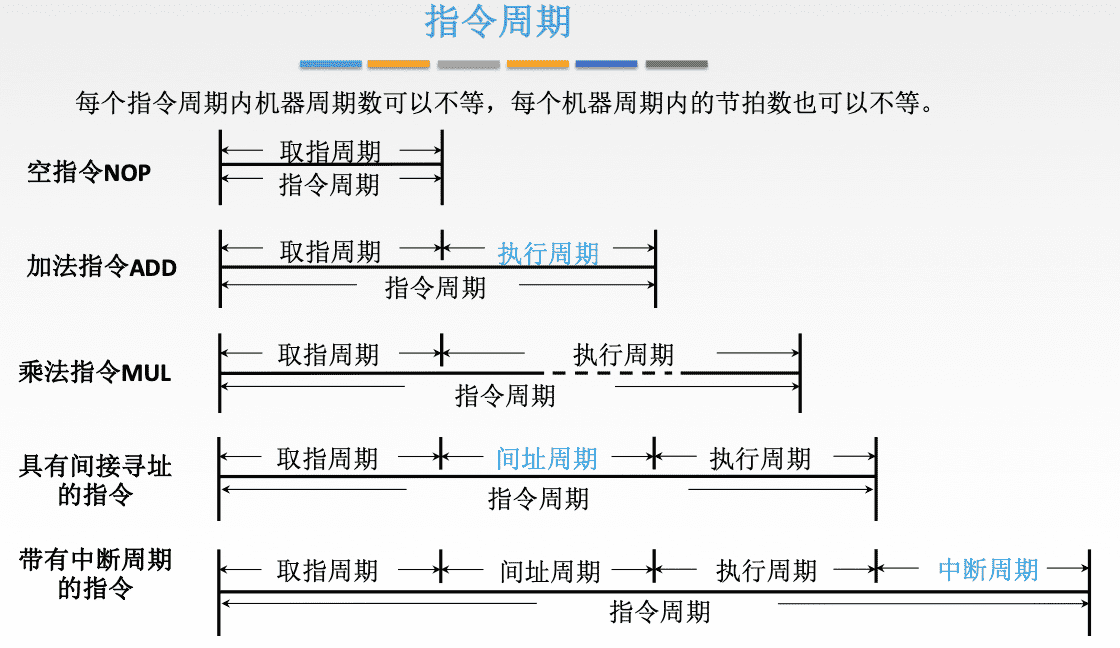 指令周期
每个指令周期内机器周期数可以不等，每个机器周期内的节拍数也可以不等。
空指令NOP
取指周期
指令周期
加法指令ADD
取指周期
执行周期
指令周期
乘法指令MUL
取指周期
执行周期
指令周期
具有间接寻址
的指令
取指周期
间址周期
执行周期
指令周期
带有中断周期
的指令
取指周期
间址周期
执行周期
中断周期
指令周期